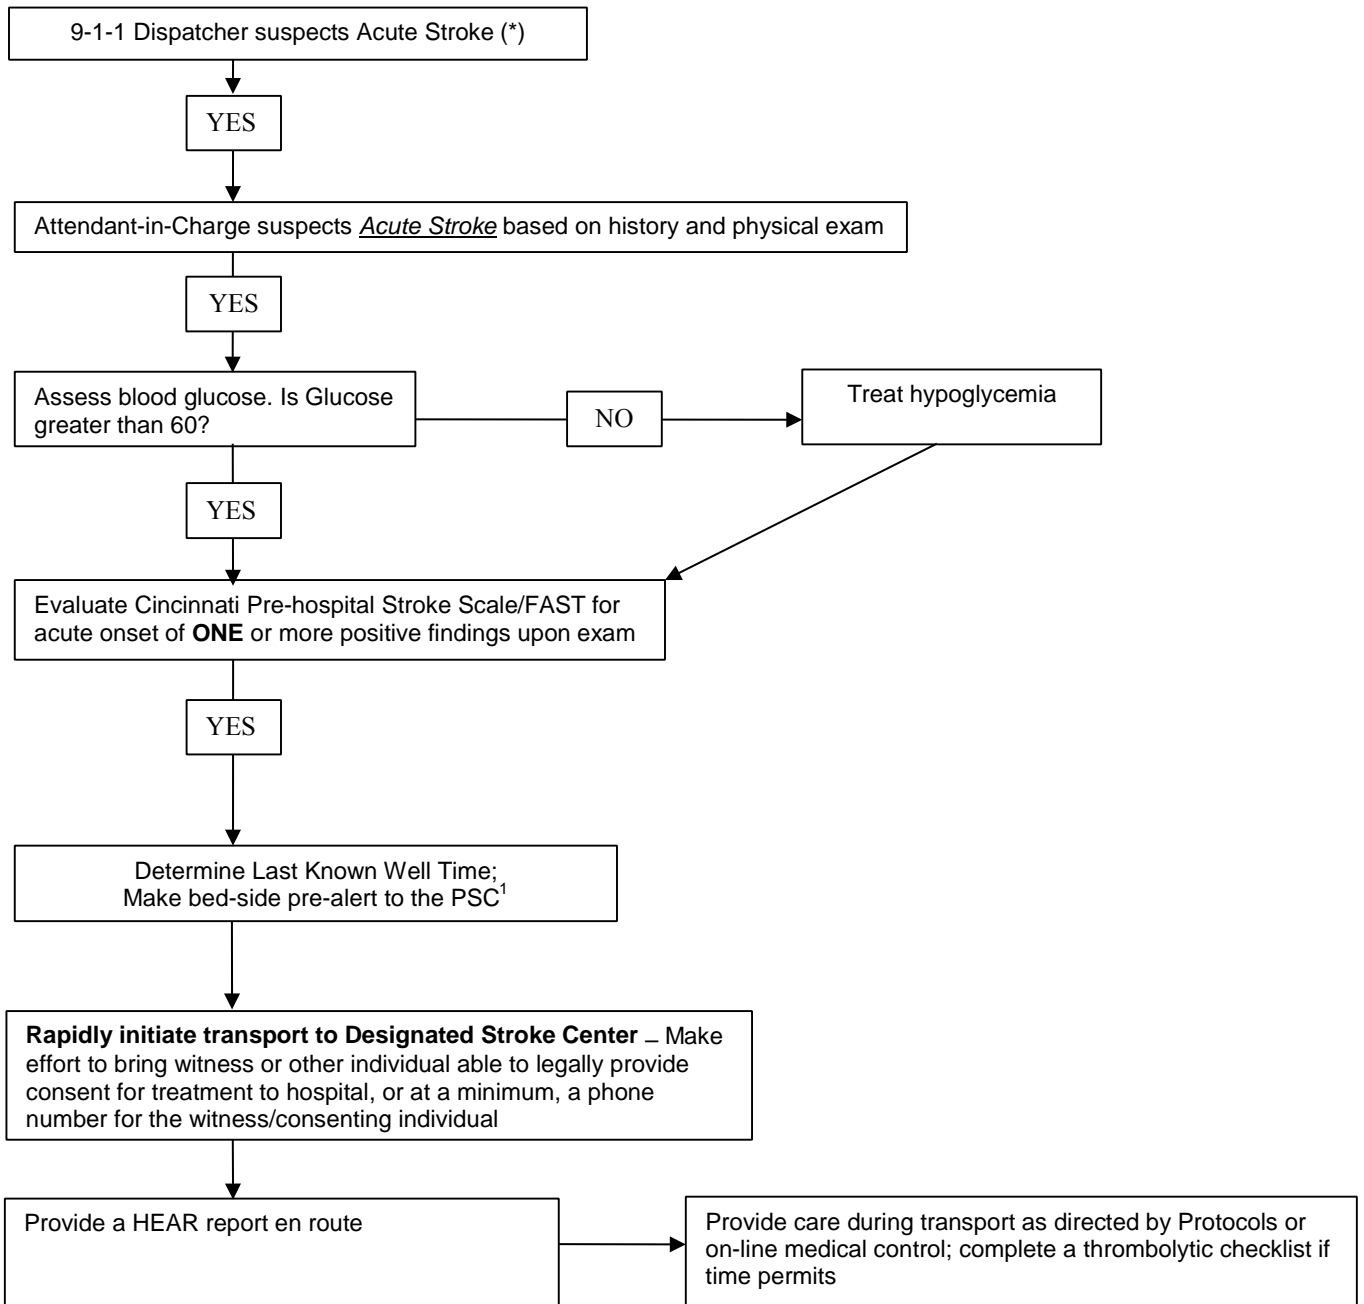 9-1-1 Dispatcher suspects Acute Stroke (*)
YES
Attendant-in-Charge suspects Acute Stroke based on history and physical exam
YES
Assess blood glucose. Is Glucose
greater than 60?
NO
Treat hypoglycemia
YES
Evaluate Cincinnati Pre-hospital Stroke Scale/FAST for
acute onset of ONE or more positive findings upon exam
YES
Determine Last Known Well Time;
Make bed-side pre-alert to the PSC¹
Rapidly initiate transport to Designated Stroke Center – Make
effort to bring witness or other individual able to legally provide
consent for treatment to hospital, or at a minimum, a phone
number for the witness/consenting individual
Provide a HEAR report en route
Provide care during transport as directed by Protocols or
on-line medical control; complete a thrombolytic checklist if
time permits